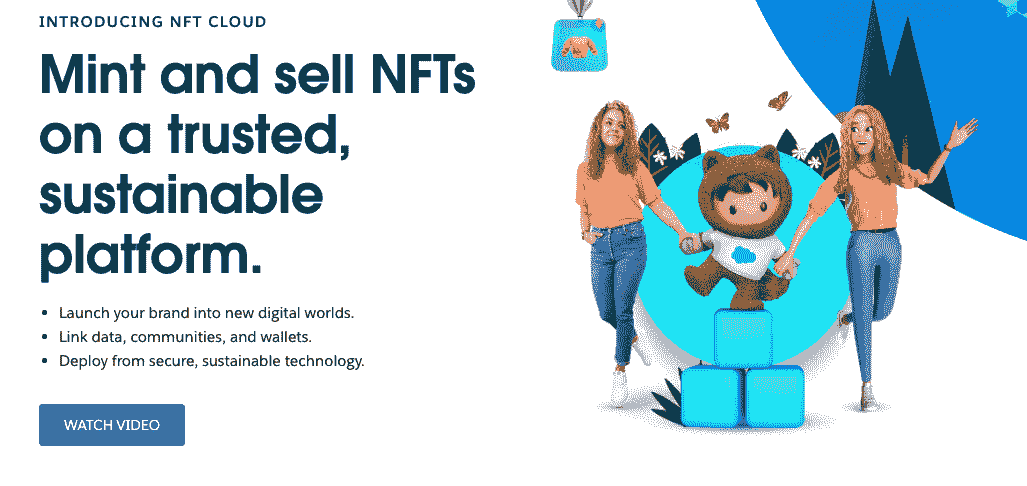 INTRODUCING NFT CLOUD
Mint and sell NFTs
on a trusted,
sustainable
platform.
• Launch your brand into new digital worlds.
• Link data, communities, and wallets.
• Deploy from secure, sustainable technology.
WATCH VIDEO